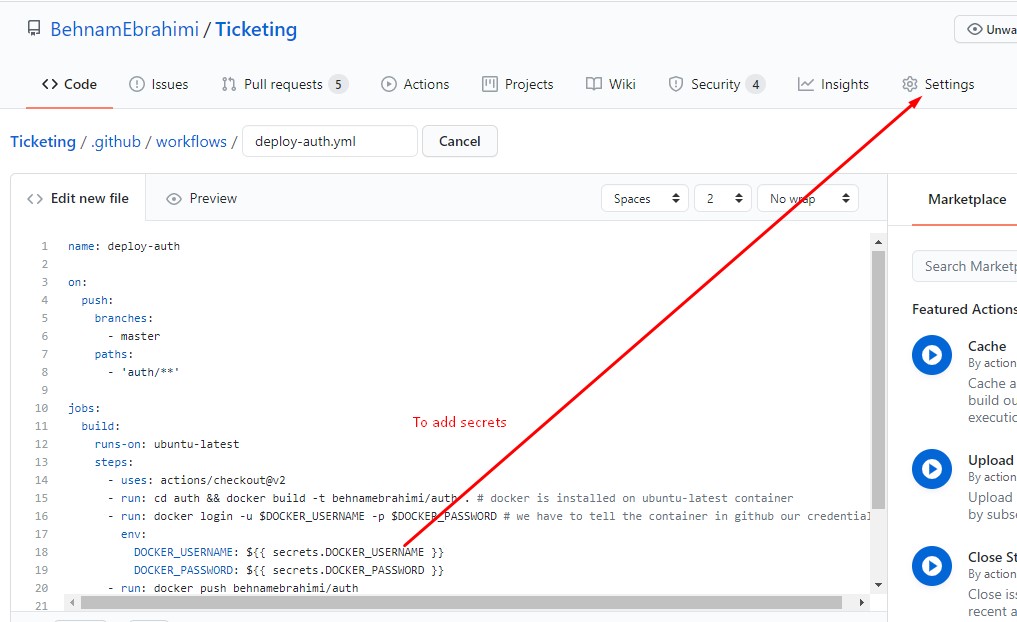 BehnamEbrahimi / Ticketing
Unwa
Code Issues Pull requests 5 Actions Projects Wiki Security 4 Insights Settings
Ticketing / .github / workflows / deploy-auth.yml Cancel
Edit new file Preview Spaces 2 No wrap
Marketplace
Search Marketp
Featured Actions
Cache
By action
Cache a
build ou
executio
Upload
By action
Upload
by subse
Close St
By action
Close iss
recent a
1 name: deploy-auth
2
3 on:
4 push:
5 branches:
6 - master
7 paths:
8 - 'auth/**'
9
10 jobs:
11 build:
12 runs-on: ubuntu-latest
13 steps:
14 - uses: actions/checkout@v2
15 - run: cd auth && docker build -t behnamebrahimi/auth . # docker is installed on ubuntu-latest container
16 - run: docker login -u $DOCKER_USERNAME -p $DOCKER_PASSWORD # we have to tell the container in github our credential
17 env:
18 DOCKER_USERNAME: ${{ secrets.DOCKER_USERNAME }}
19 DOCKER_PASSWORD: ${{ secrets.DOCKER_PASSWORD }}
20 - run: docker push behnamebrahimi/auth
21
To add secrets